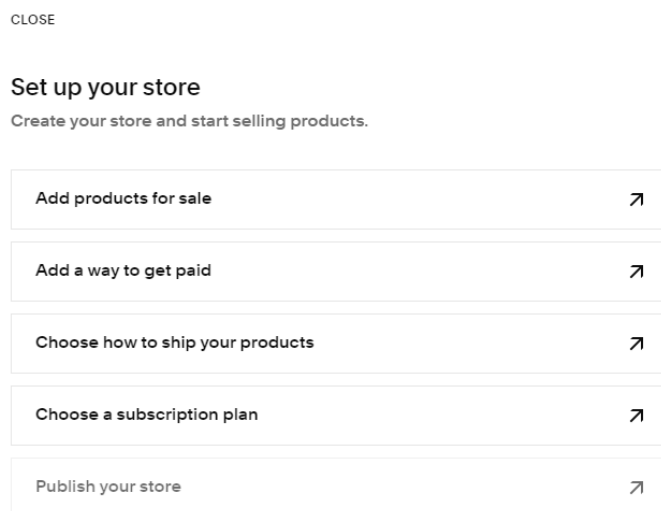 CLOSE
Set up your store
Create your store and start selling products.
Add products for sale
Add a way to get paid
Choose how to ship your products
Choose a subscription plan
Publish your store